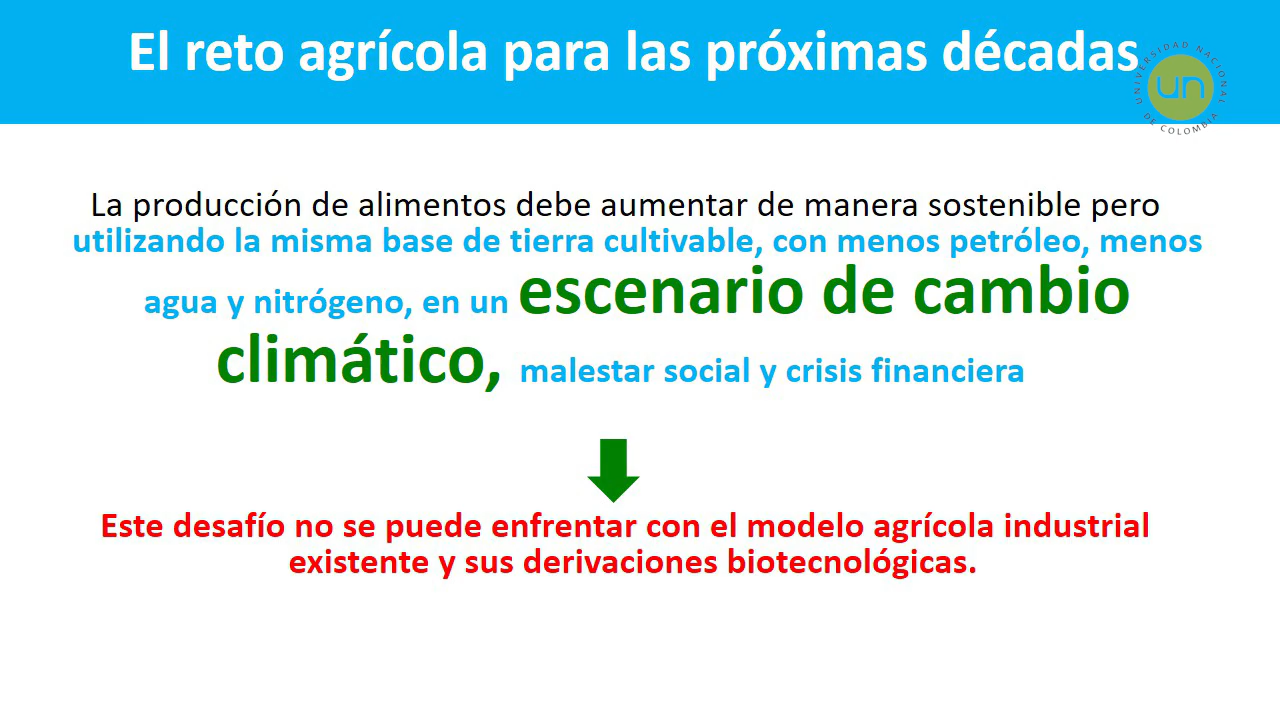 El reto agrícola para las próximas décadas
UNIVERSIDAD NACIONAL
DE COLOMBIA
un
La producción de alimentos debe aumentar de manera sostenible pero
utilizando la misma base de tierra cultivable, con menos petróleo, menos
agua y nitrógeno, en un escenario de cambio
climático, malestar social y crisis financiera
Este desafío no se puede enfrentar con el modelo agrícola industrial
existente y sus derivaciones biotecnológicas.